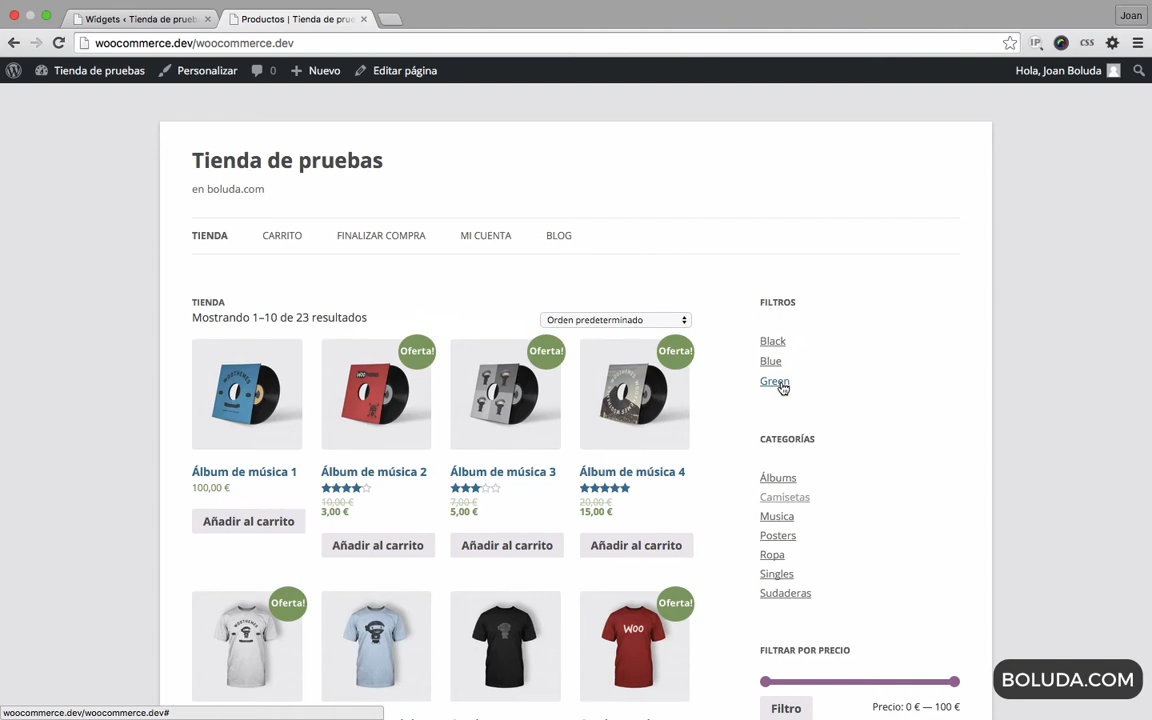 Widgets ‹ Tienda de prueb
Productos | Tienda de pru
Joan
woocommerce.dev/woocommerce.dev
IP
CSS
Tienda de pruebas
Personalizar
0
Nuevo
Editar página
Hola, Joan Boluda
Tienda de pruebas
en boluda.com
TIENDA
CARRITO
FINALIZAR COMPRA
MI CUENTA
BLOG
TIENDA
Mostrando 1–10 de 23 resultados
Orden predeterminado
FILTROS
Black
Blue
Green
Oferta!
Oferta!
Oferta!
Álbum de música 1
100,00 €
Añadir al carrito
Álbum de música 2
10,00 €
3,00 €
Añadir al carrito
Álbum de música 3
7,00 €
5,00 €
Añadir al carrito
Álbum de música 4
20,00 €
15,00 €
Añadir al carrito
CATEGORÍAS
Álbums
Camisetas
Musica
Posters
Ropa
Singles
Sudaderas
Oferta!
Oferta!
WOO
FILTRAR POR PRECIO
Filtro
Precio: 0 € — 100 €
BOLUDA.COM
woocommerce.dev/woocommerce.dev#